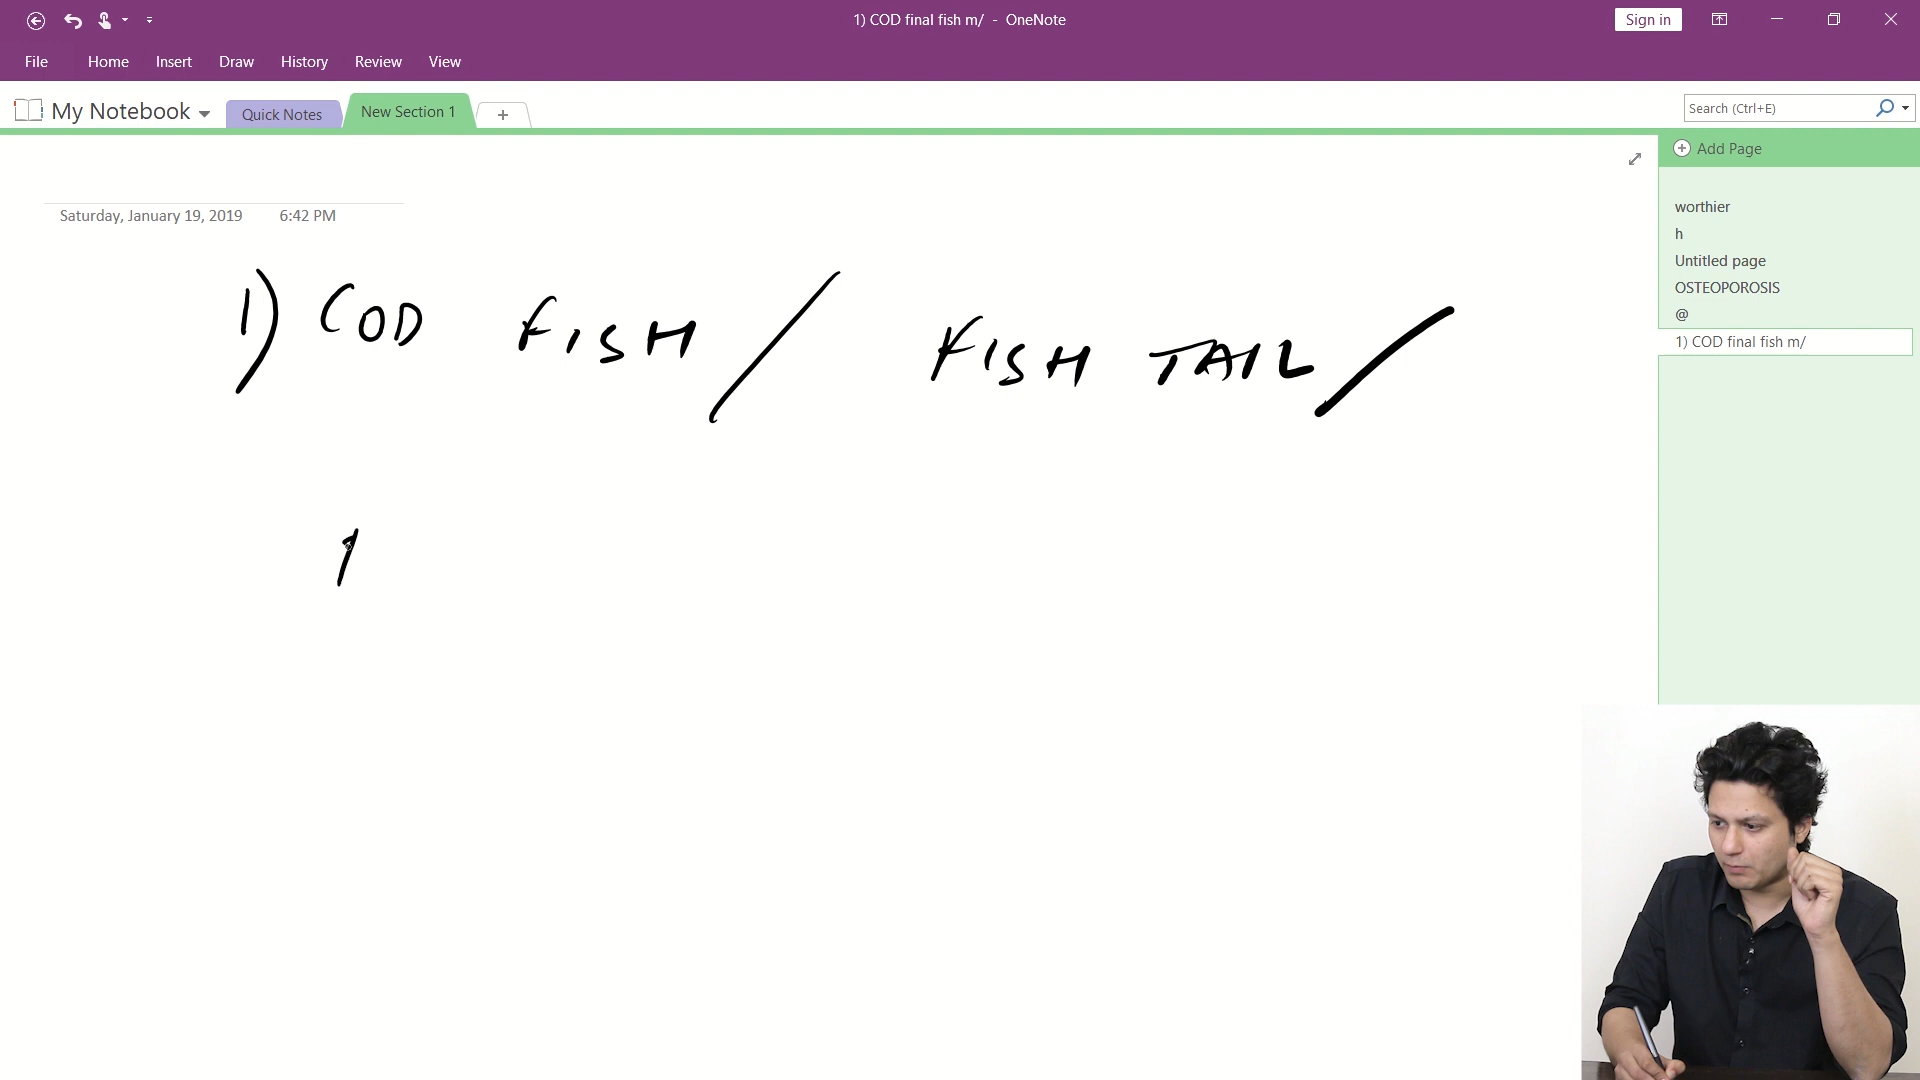 1) COD final fish m/ - OneNote
Sign in
File Home Insert Draw History Review View
My Notebook Quick Notes New Section 1 +
Search (Ctrl+E)
Add Page
Saturday, January 19, 2019 6:42 PM
worthier
h
Untitled page
OSTEOPOROSIS
@
1) COD final fish m/
1) COD FISH / FISH TAIL /